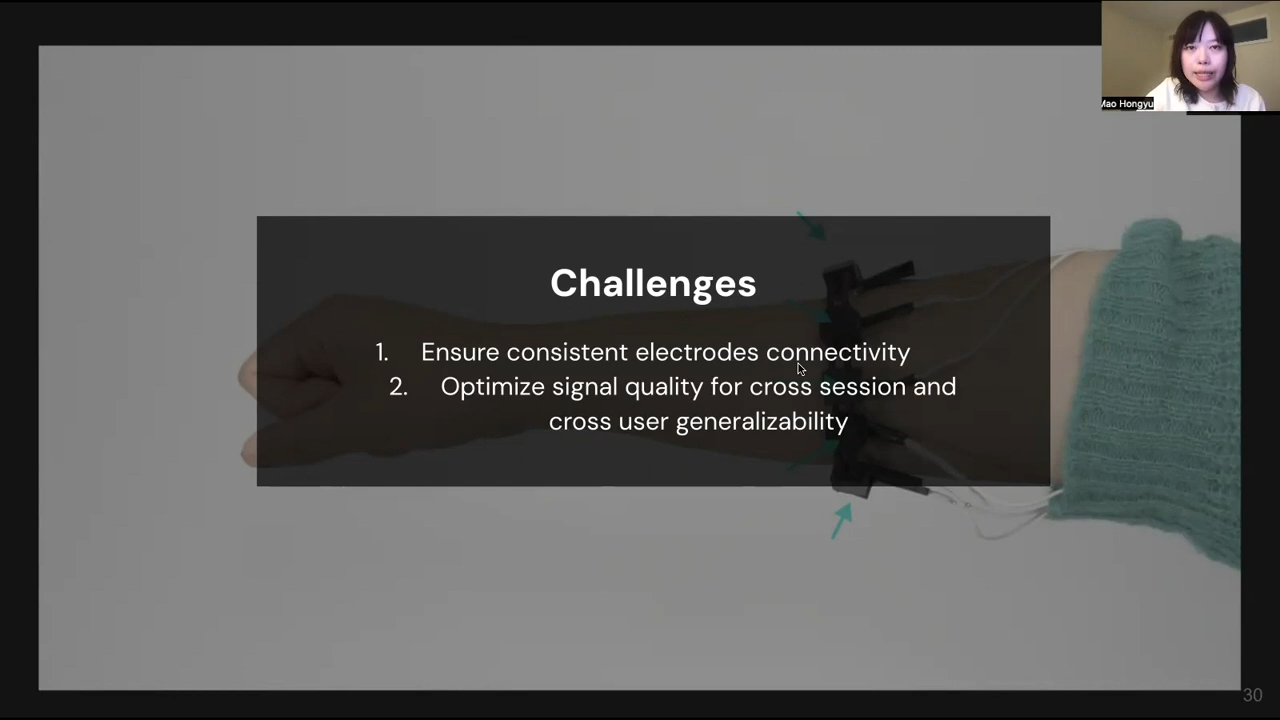 Mao Hongyu
Challenges
1. Ensure consistent electrodes connectivity
2. Optimize signal quality for cross session and
cross user generalizability
30